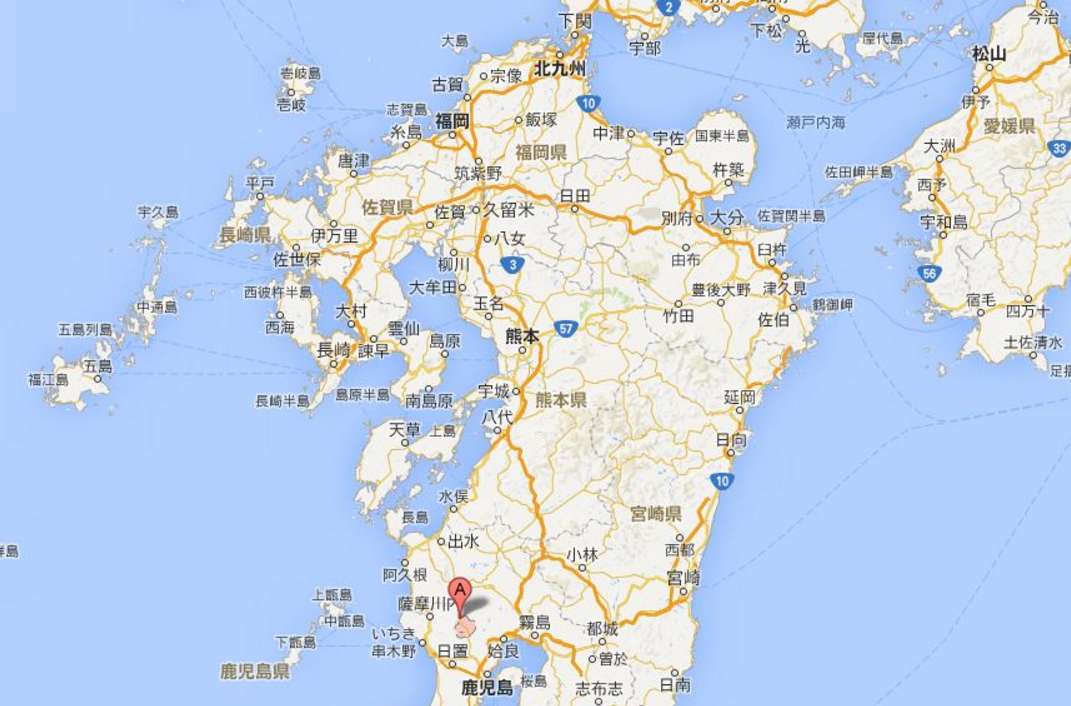 2
下関
宇部
下松
光
屋代島
今治
大島
北九州
松山
壱岐島
壱岐
宗像
古賀
伊予
志賀島
10
福岡
飯塚
糸島
中津
宇佐
国東半島
瀬戸内海
愛媛県
33
大洲
福岡県
唐津
筑紫野
杵築
佐田岬半島
平戸
西予
日田
宇久島
佐賀県
佐賀
久留米
別府
大分
佐賀関半島
宇和島
長崎県
伊万里
八女
佐世保
柳川
3
由布
臼杵
56
西彼杵半島
大牟田
豊後大野
津久見
中通島
大村
玉名
竹田
佐伯
鶴御岬
宿毛
四万十
五島列島
西海
雲仙
57
熊本
島原
長崎
諫早
土佐清水
五島
福江島
長崎半島
島原半島
南島原
宇城
熊本県
延岡
八代
天草
上島
日向
10
水俣
宮崎県
長島
出水
西都
小林
阿久根
宮崎
上甑島
A
薩摩川内
中甑島
霧島
都城
下甑島
いちき
串木野
日置
姶良
曽於
鹿児島県
鹿児島
桜島
志布志
日南